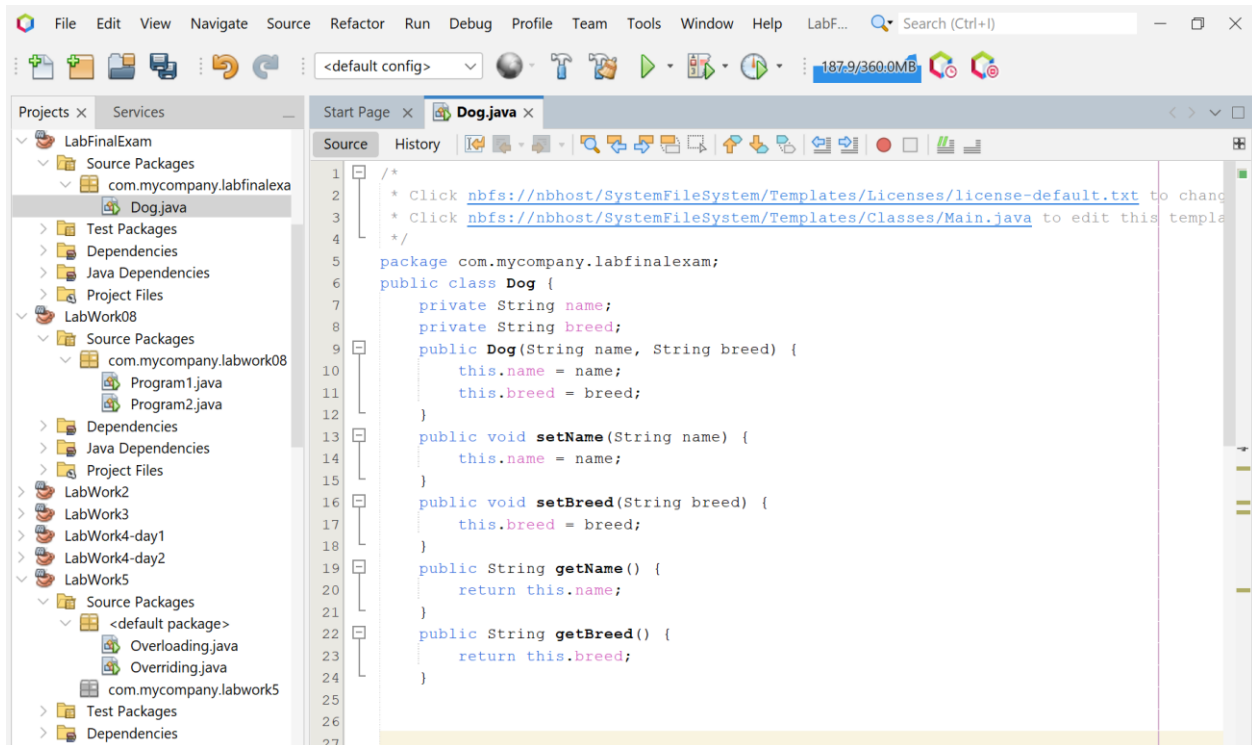 File Edit View Navigate Source Refactor Run Debug Profile Team Tools Window Help LabF... Search (Ctrl+I)
<default config> 187.9/360.0MB
Projects Services
LabFinalExam
Source Packages
com.mycompany.labfinalexa
Dog.java
Test Packages
Dependencies
Java Dependencies
Project Files
LabWork08
Source Packages
com.mycompany.labwork08
Program1.java
Program2.java
Dependencies
Java Dependencies
Project Files
LabWork2
LabWork3
LabWork4-day1
LabWork4-day2
LabWork5
Source Packages
<default package>
Overloading.java
Overriding.java
com.mycompany.labwork5
Test Packages
Dependencies
Start Page Dog.java
Source History
1 /*
2 * Click nbfs://nbhost/SystemFileSystem/Templates/Licenses/license-default.txt to chang
3 * Click nbfs://nbhost/SystemFileSystem/Templates/Classes/Main.java to edit this templa
4 */
5 package com.mycompany.labfinalexam;
6 public class Dog {
7 private String name;
8 private String breed;
9 public Dog(String name, String breed) {
10 this.name = name;
11 this.breed = breed;
12 }
13 public void setName(String name) {
14 this.name = name;
15 }
16 public void setBreed(String breed) {
17 this.breed = breed;
18 }
19 public String getName() {
20 return this.name;
21 }
22 public String getBreed() {
23 return this.breed;
24 }
25
26
27